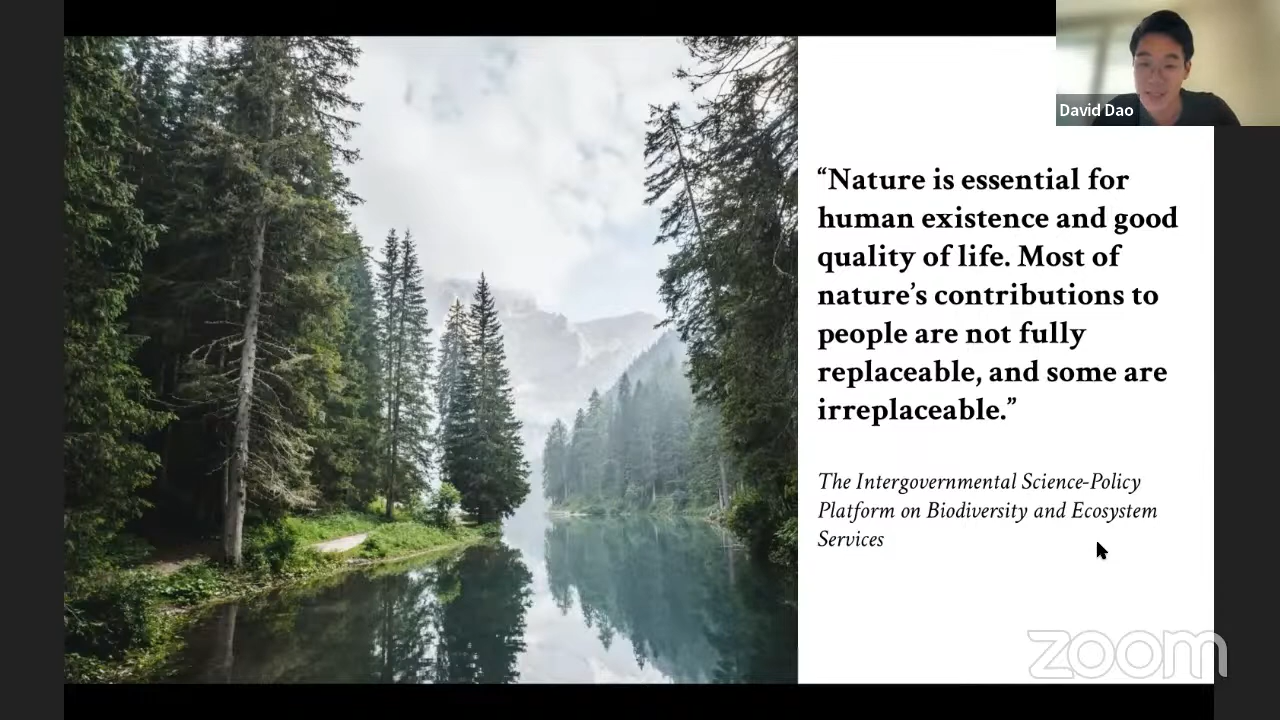 David Dao
“Nature is essential for
human existence and good
quality of life. Most of
nature’s contributions to
people are not fully
replaceable, and some are
irreplaceable.”
The Intergovernmental Science-Policy
Platform on Biodiversity and Ecosystem
Services
zoom